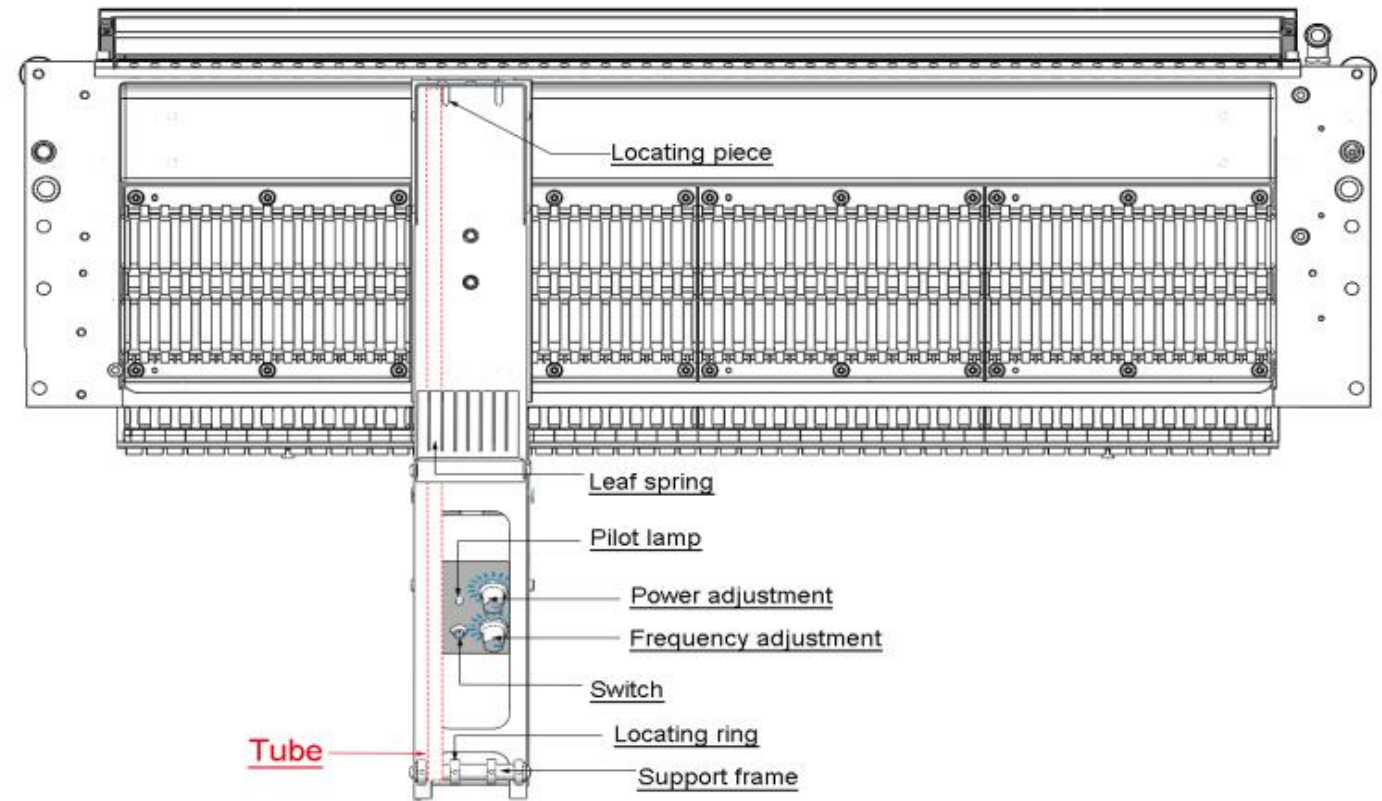 Locating piece
Leaf spring
Pilot lamp
Power adjustment
Frequency adjustment
Switch
Locating ring
Tube
Support frame